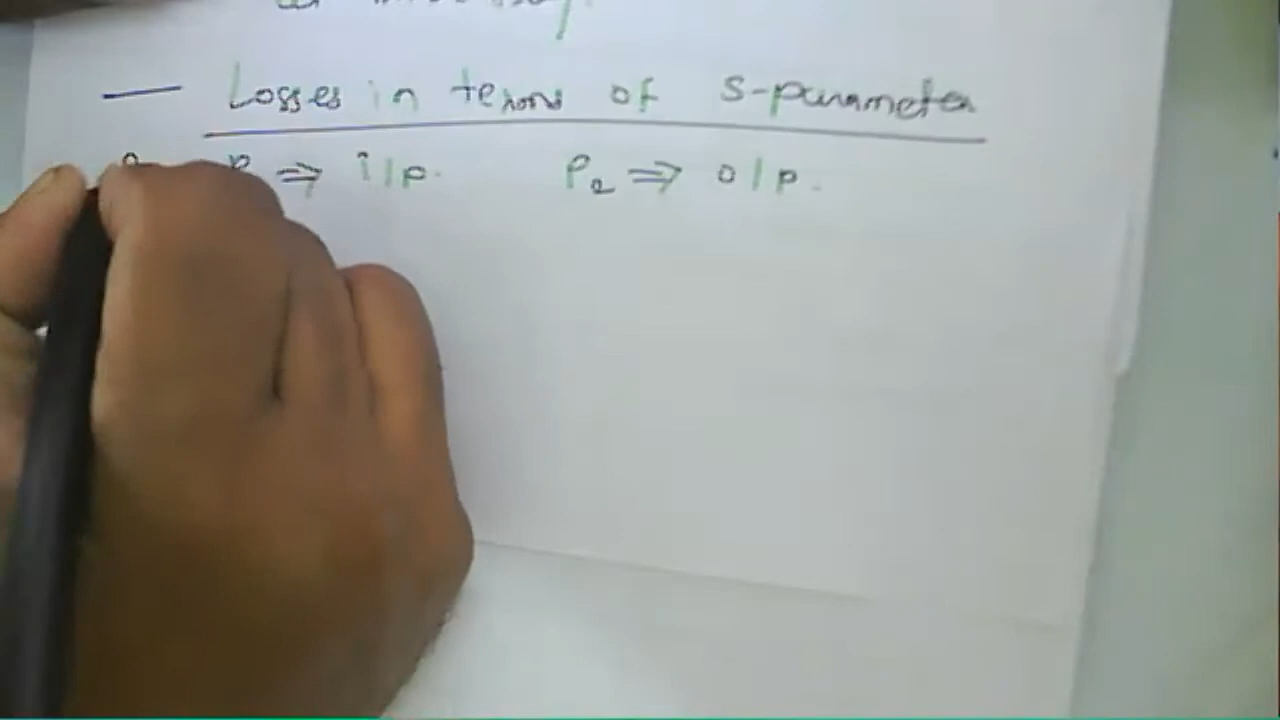 — Losses in terms of S-parameter
P ⇒ i/p. P₂ ⇒ o/p.